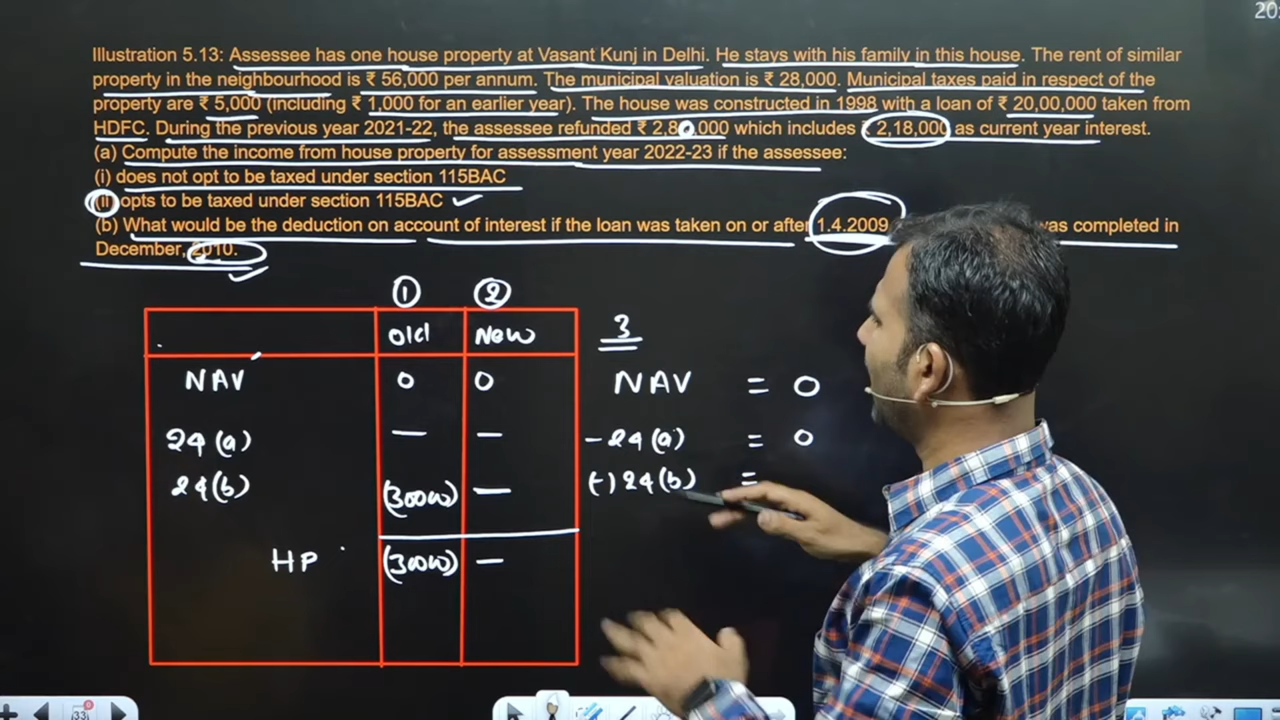 20:
Illustration 5.13: Assessee has one house property at Vasant Kunj in Delhi. He stays with his family in this house. The rent of similar
property in the neighbourhood is ₹ 56,000 per annum. The municipal valuation is ₹ 28,000. Municipal taxes paid in respect of the
property are ₹ 5,000 (including ₹ 1,000 for an earlier year). The house was constructed in 1998 with a loan of ₹ 20,00,000 taken from
HDFC. During the previous year 2021-22, the assessee refunded ₹ 2,80,000 which includes ₹ 2,18,000 as current year interest.
(a) Compute the income from house property for assessment year 2022-23 if the assessee:
(i) does not opt to be taxed under section 115BAC
(ii) opts to be taxed under section 115BAC
(b) What would be the deduction on account of interest if the loan was taken on or after 1.4.2009 was completed in
December, 2010.
1 2
Old New 3
NAV 0 0 NAV = 0
24(a) — — -24(a) = 0
24(b) (30000) — (-) 24(b) =
HP (30000) —
33